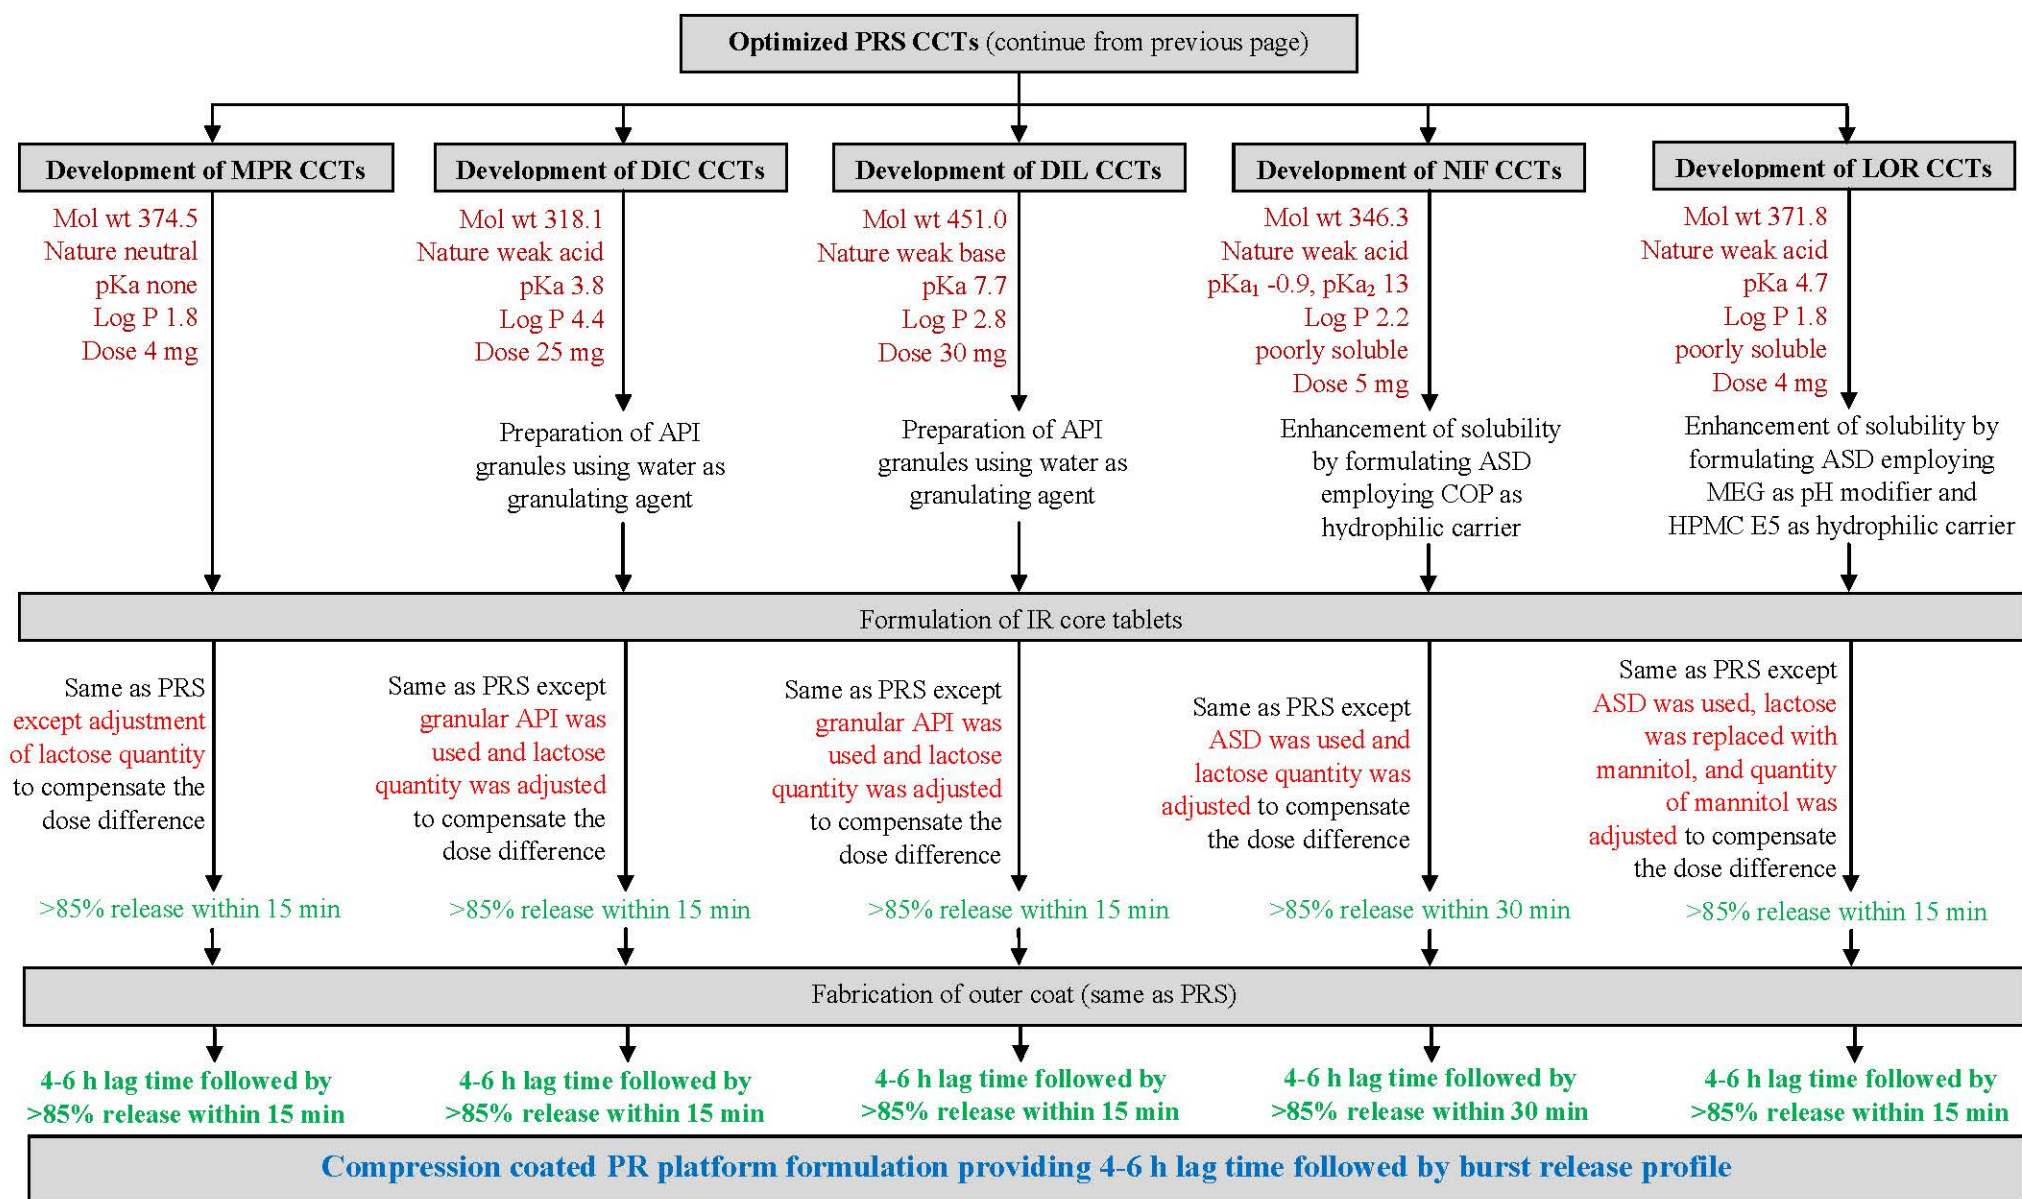 Optimized PRS CCTs (continue from previous page)
Development of MPR CCTs
Mol wt 374.5
Nature neutral
pKa none
Log P 1.8
Dose 4 mg
Development of DIC CCTs
Mol wt 318.1
Nature weak acid
pKa 3.8
Log P 4.4
Dose 25 mg
Preparation of API
granules using water as
granulating agent
Development of DIL CCTs
Mol wt 451.0
Nature weak base
pKa 7.7
Log P 2.8
Dose 30 mg
Preparation of API
granules using water as
granulating agent
Development of NIF CCTs
Mol wt 346.3
Nature weak acid
pKa₁ -0.9, pKa₂ 13
Log P 2.2
poorly soluble
Dose 5 mg
Enhancement of solubility
by formulating ASD
employing COP as
hydrophilic carrier
Development of LOR CCTs
Mol wt 371.8
Nature weak acid
pKa 4.7
Log P 1.8
poorly soluble
Dose 4 mg
Enhancement of solubility by
formulating ASD employing
MEG as pH modifier and
HPMC E5 as hydrophilic carrier
Formulation of IR core tablets
Same as PRS
except adjustment
of lactose quantity
to compensate the
dose difference
>85% release within 15 min
Same as PRS except
granular API was
used and lactose
quantity was adjusted
to compensate the
dose difference
>85% release within 15 min
Same as PRS except
granular API was
used and lactose
quantity was adjusted
to compensate the
dose difference
>85% release within 15 min
Same as PRS except
ASD was used and
lactose quantity was
adjusted to compensate
the dose difference
>85% release within 30 min
Same as PRS except
ASD was used, lactose
was replaced with
mannitol, and quantity
of mannitol was
adjusted to compensate
the dose difference
>85% release within 15 min
Fabrication of outer coat (same as PRS)
4-6 h lag time followed by
>85% release within 15 min
4-6 h lag time followed by
>85% release within 15 min
4-6 h lag time followed by
>85% release within 15 min
4-6 h lag time followed by
>85% release within 30 min
4-6 h lag time followed by
>85% release within 15 min
Compression coated PR platform formulation providing 4-6 h lag time followed by burst release profile